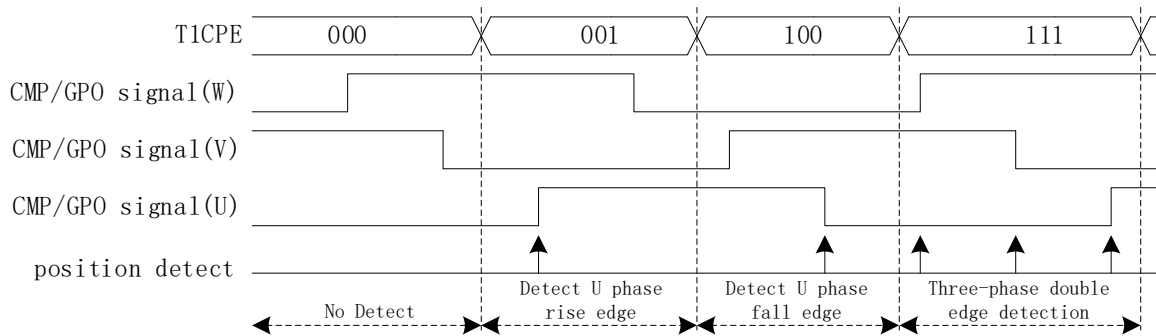 T1CPE 000 001 100 111
CMP/GPO signal(W)
CMP/GPO signal(V)
CMP/GPO signal(U)
position detect
No Detect
Detect U phase
rise edge
Detect U phase
fall edge
Three-phase double
edge detection